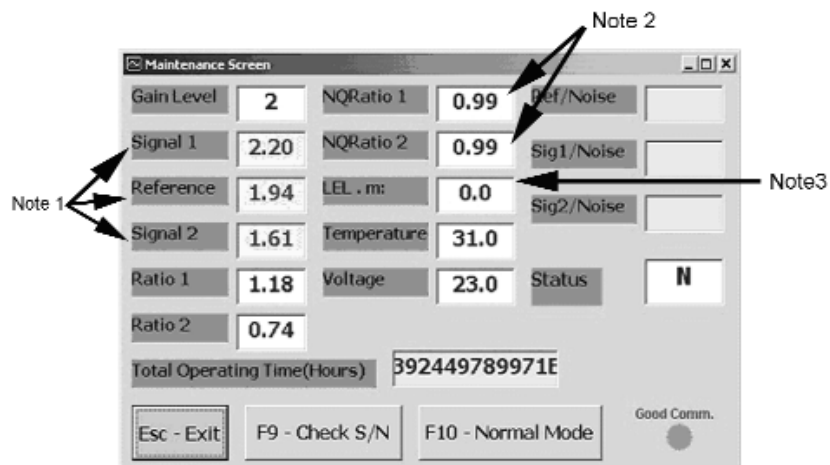 Note 2
Maintenance Screen
Gain Level 2 NQRatio 1 0.99 Ref/Noise
Signal 1 2.20 NQRatio 2 0.99 Sig1/Noise
Note 1 Reference 1.94 LEL . m: 0.0 Sig2/Noise Note3
Signal 2 1.61 Temperature 31.0
Ratio 1 1.18 Voltage 23.0 Status N
Ratio 2 0.74
Total Operating Time(Hours) 392449789971E
Esc - Exit F9 - Check S/N F10 - Normal Mode Good Comm.